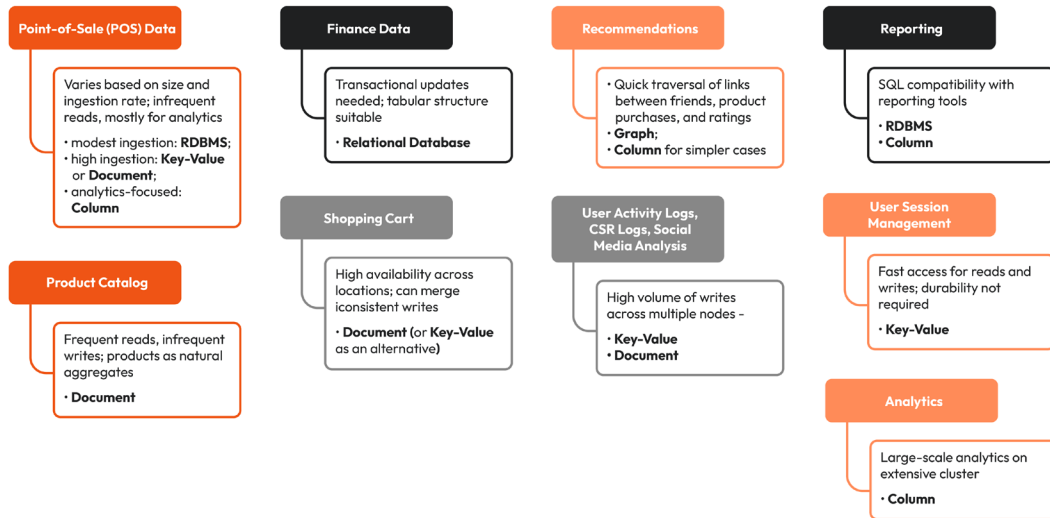 Point-of-Sale (POS) Data
Varies based on size and
ingestion rate; infrequent
reads, mostly for analytics
• modest ingestion: RDBMS;
• high ingestion: Key-Value
or Document;
• analytics-focused:
Column
Product Catalog
Frequent reads, infrequent
writes; products as natural
aggregates
• Document
Finance Data
Transactional updates
needed; tabular structure
suitable
• Relational Database
Shopping Cart
High availability across
locations; can merge
iconsistent writes
• Document (or Key-Value
as an alternative)
Recommendations
• Quick traversal of links
between friends, product
purchases, and ratings
• Graph;
• Column for simpler cases
User Activity Logs,
CSR Logs, Social
Media Analysis
High volume of writes
across multiple nodes -
• Key-Value
• Document
Reporting
SQL compatibility with
reporting tools
• RDBMS
• Column
User Session
Management
Fast access for reads and
writes; durability not
required
• Key-Value
Analytics
Large-scale analytics on
extensive cluster
• Column